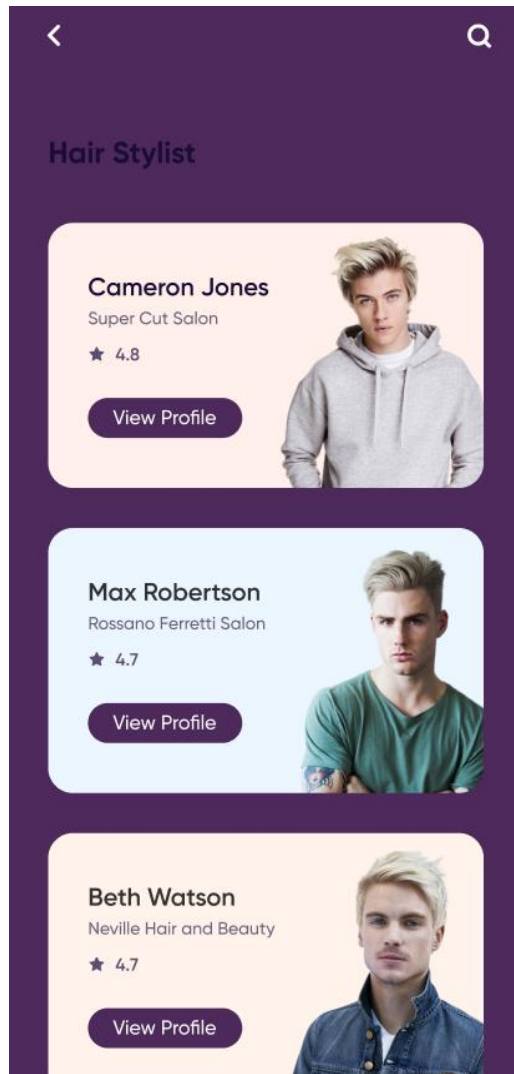 Hair Stylist
Cameron Jones
Super Cut Salon
4.8
View Profile
Max Robertson
Rossano Ferretti Salon
4.7
View Profile
Beth Watson
Neville Hair and Beauty
4.7
View Profile